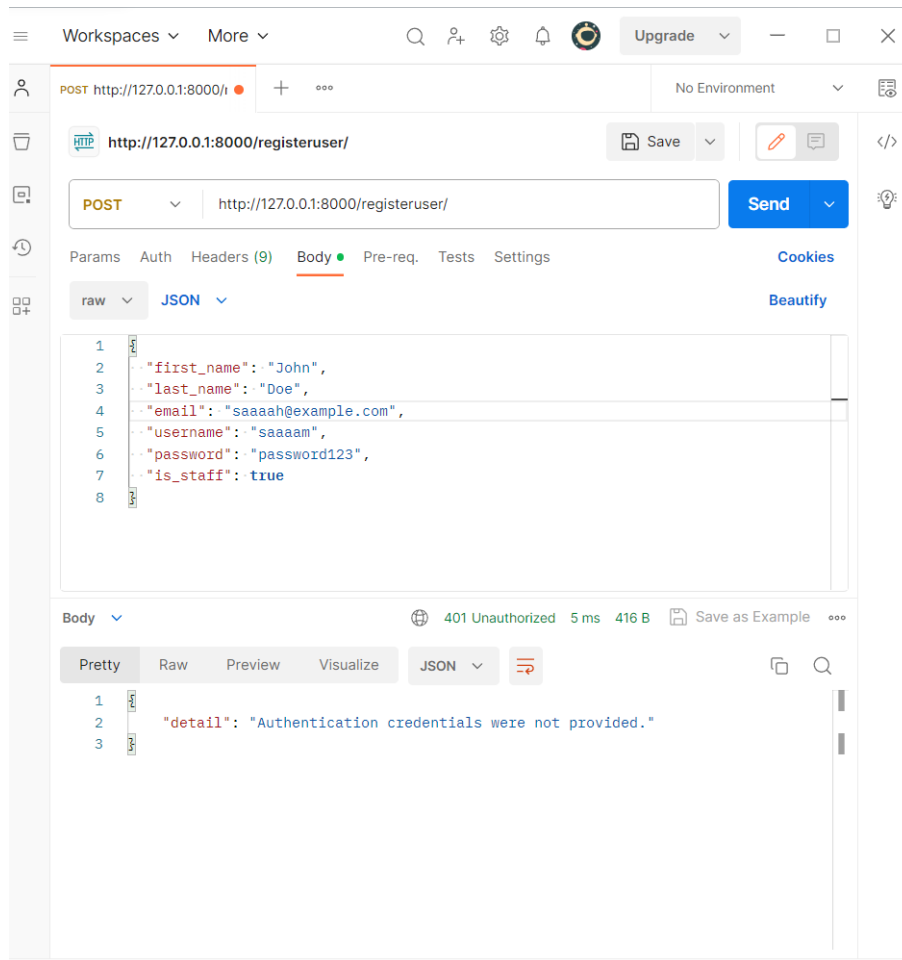 Workspaces More Upgrade
POST http://127.0.0.1:8000/r No Environment
HTTP http://127.0.0.1:8000/registeruser/ Save
POST http://127.0.0.1:8000/registeruser/ Send
Params Auth Headers (9) Body Pre-req. Tests Settings Cookies
raw JSON Beautify
1 {
2 "first_name": "John",
3 "last_name": "Doe",
4 "email": "saaaah@example.com",
5 "username": "saaaam",
6 "password": "password123",
7 "is_staff": true
8 }
Body 401 Unauthorized 5 ms 416 B Save as Example
Pretty Raw Preview Visualize JSON
1 {
2 "detail": "Authentication credentials were not provided."
3 }